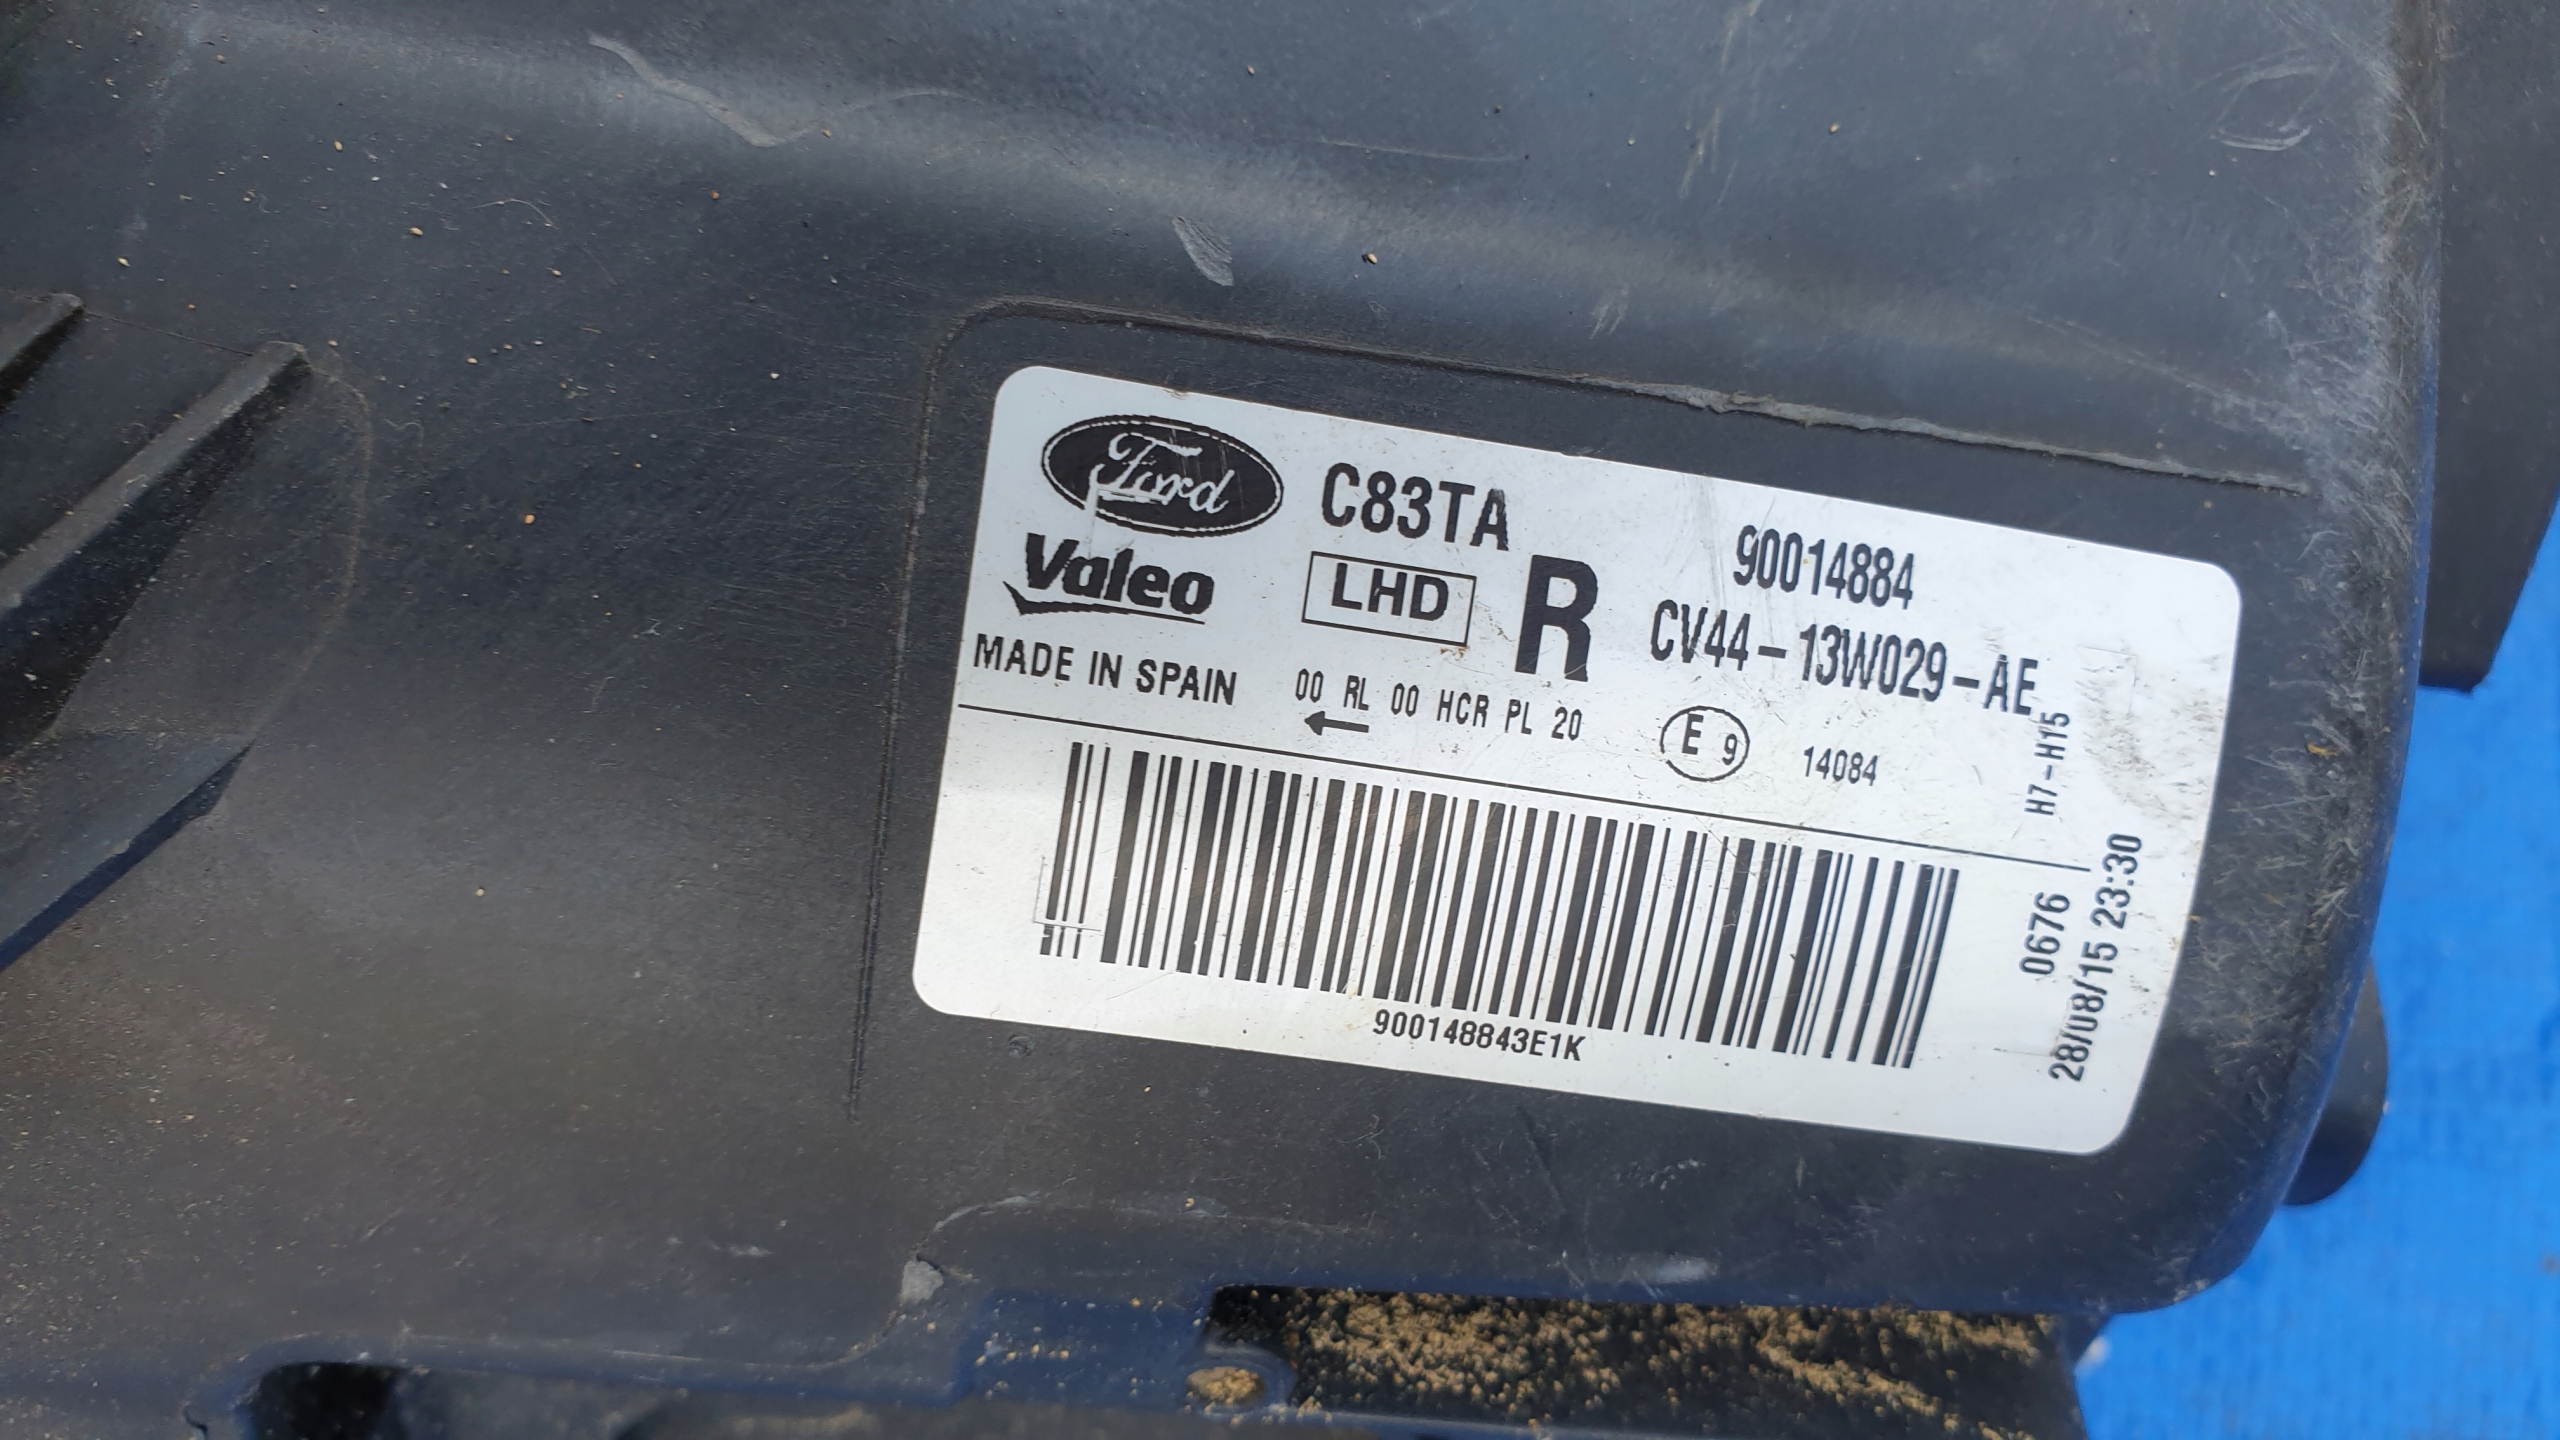 Ford
C83TA
90014884
Valeo
LHD
R
CV44-13W029-AE
MADE IN SPAIN
00 RL 00 HCR PL 20
E 9
14084
H7-H15
0676
28/08/15 23:30
900148843E1K